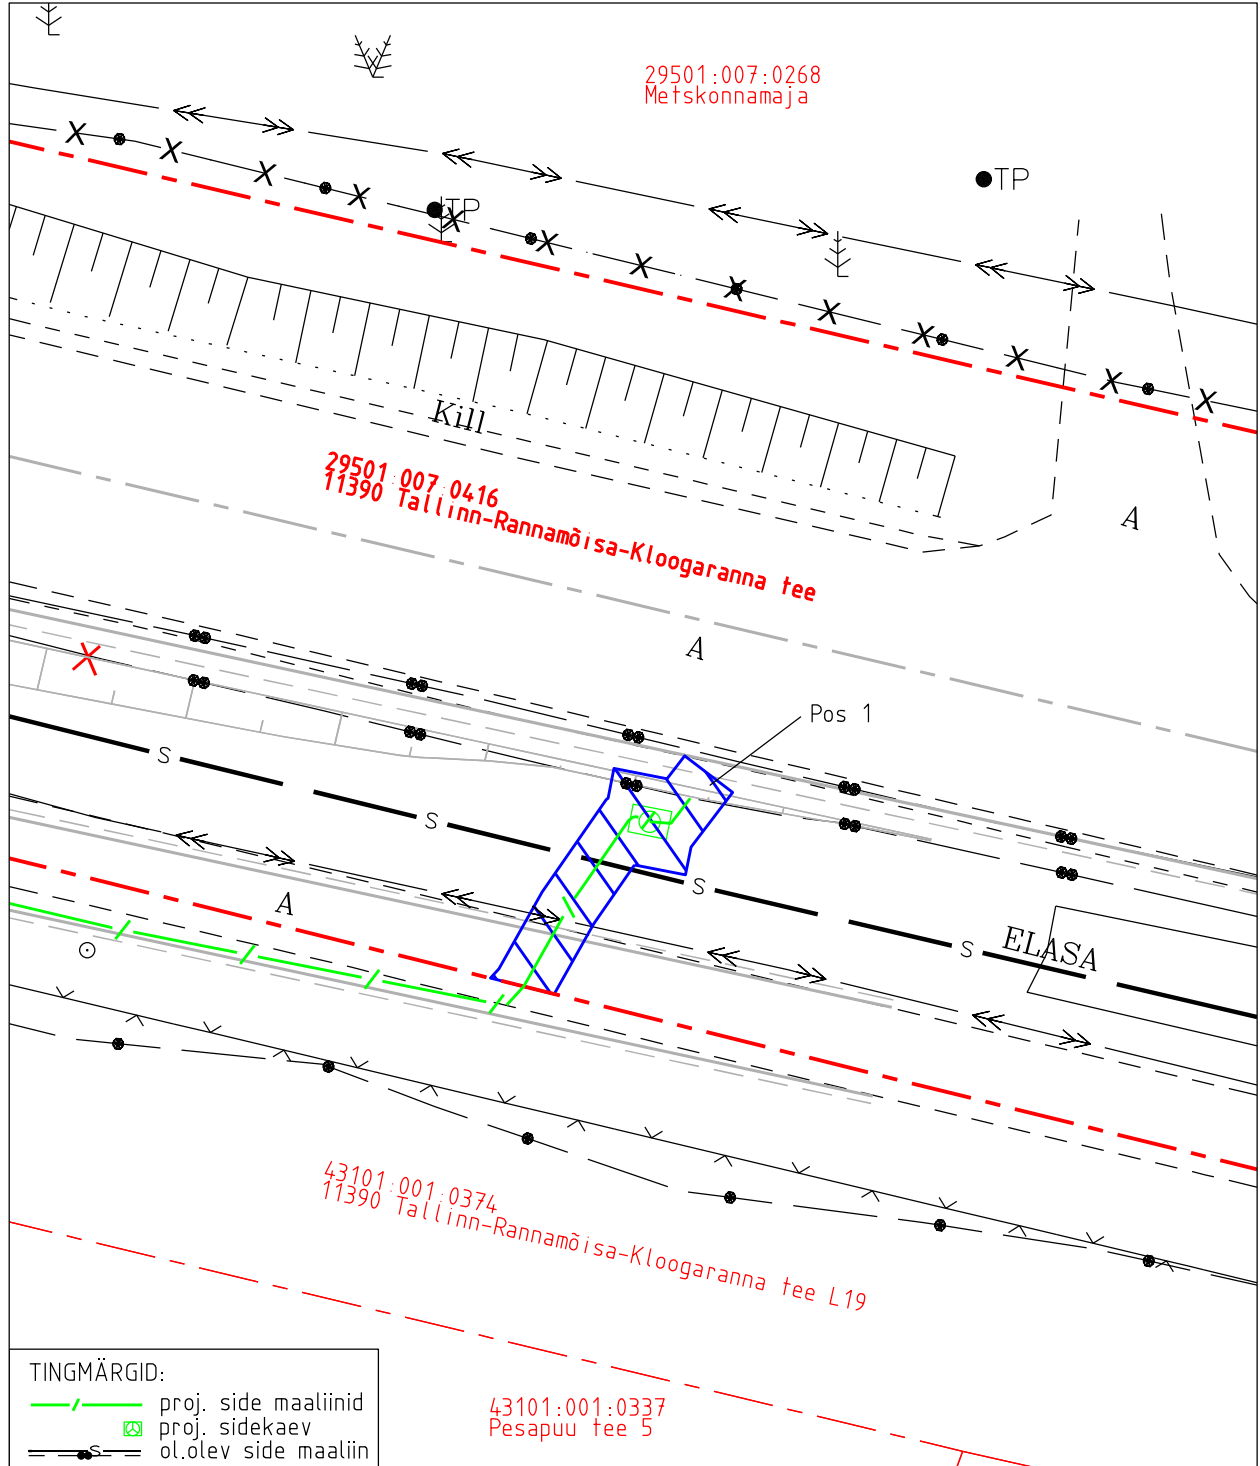 29501:007:0268
Metskonnamaja
TP
TP
Kill
29501:007:0416
11390 Tallinn-Rannamõisa-Kloogaranna tee
A
A
Pos 1
S
S
S
S
A
ELASA
43101:001:0374
11390 Tallinn-Rannamõisa-Kloogaranna tee L19
43101:001:0337
Pesapuu tee 5
TINGMÄRGID:
proj. side maaliinid
proj. sidekaev
S
ol.olev side maaliin